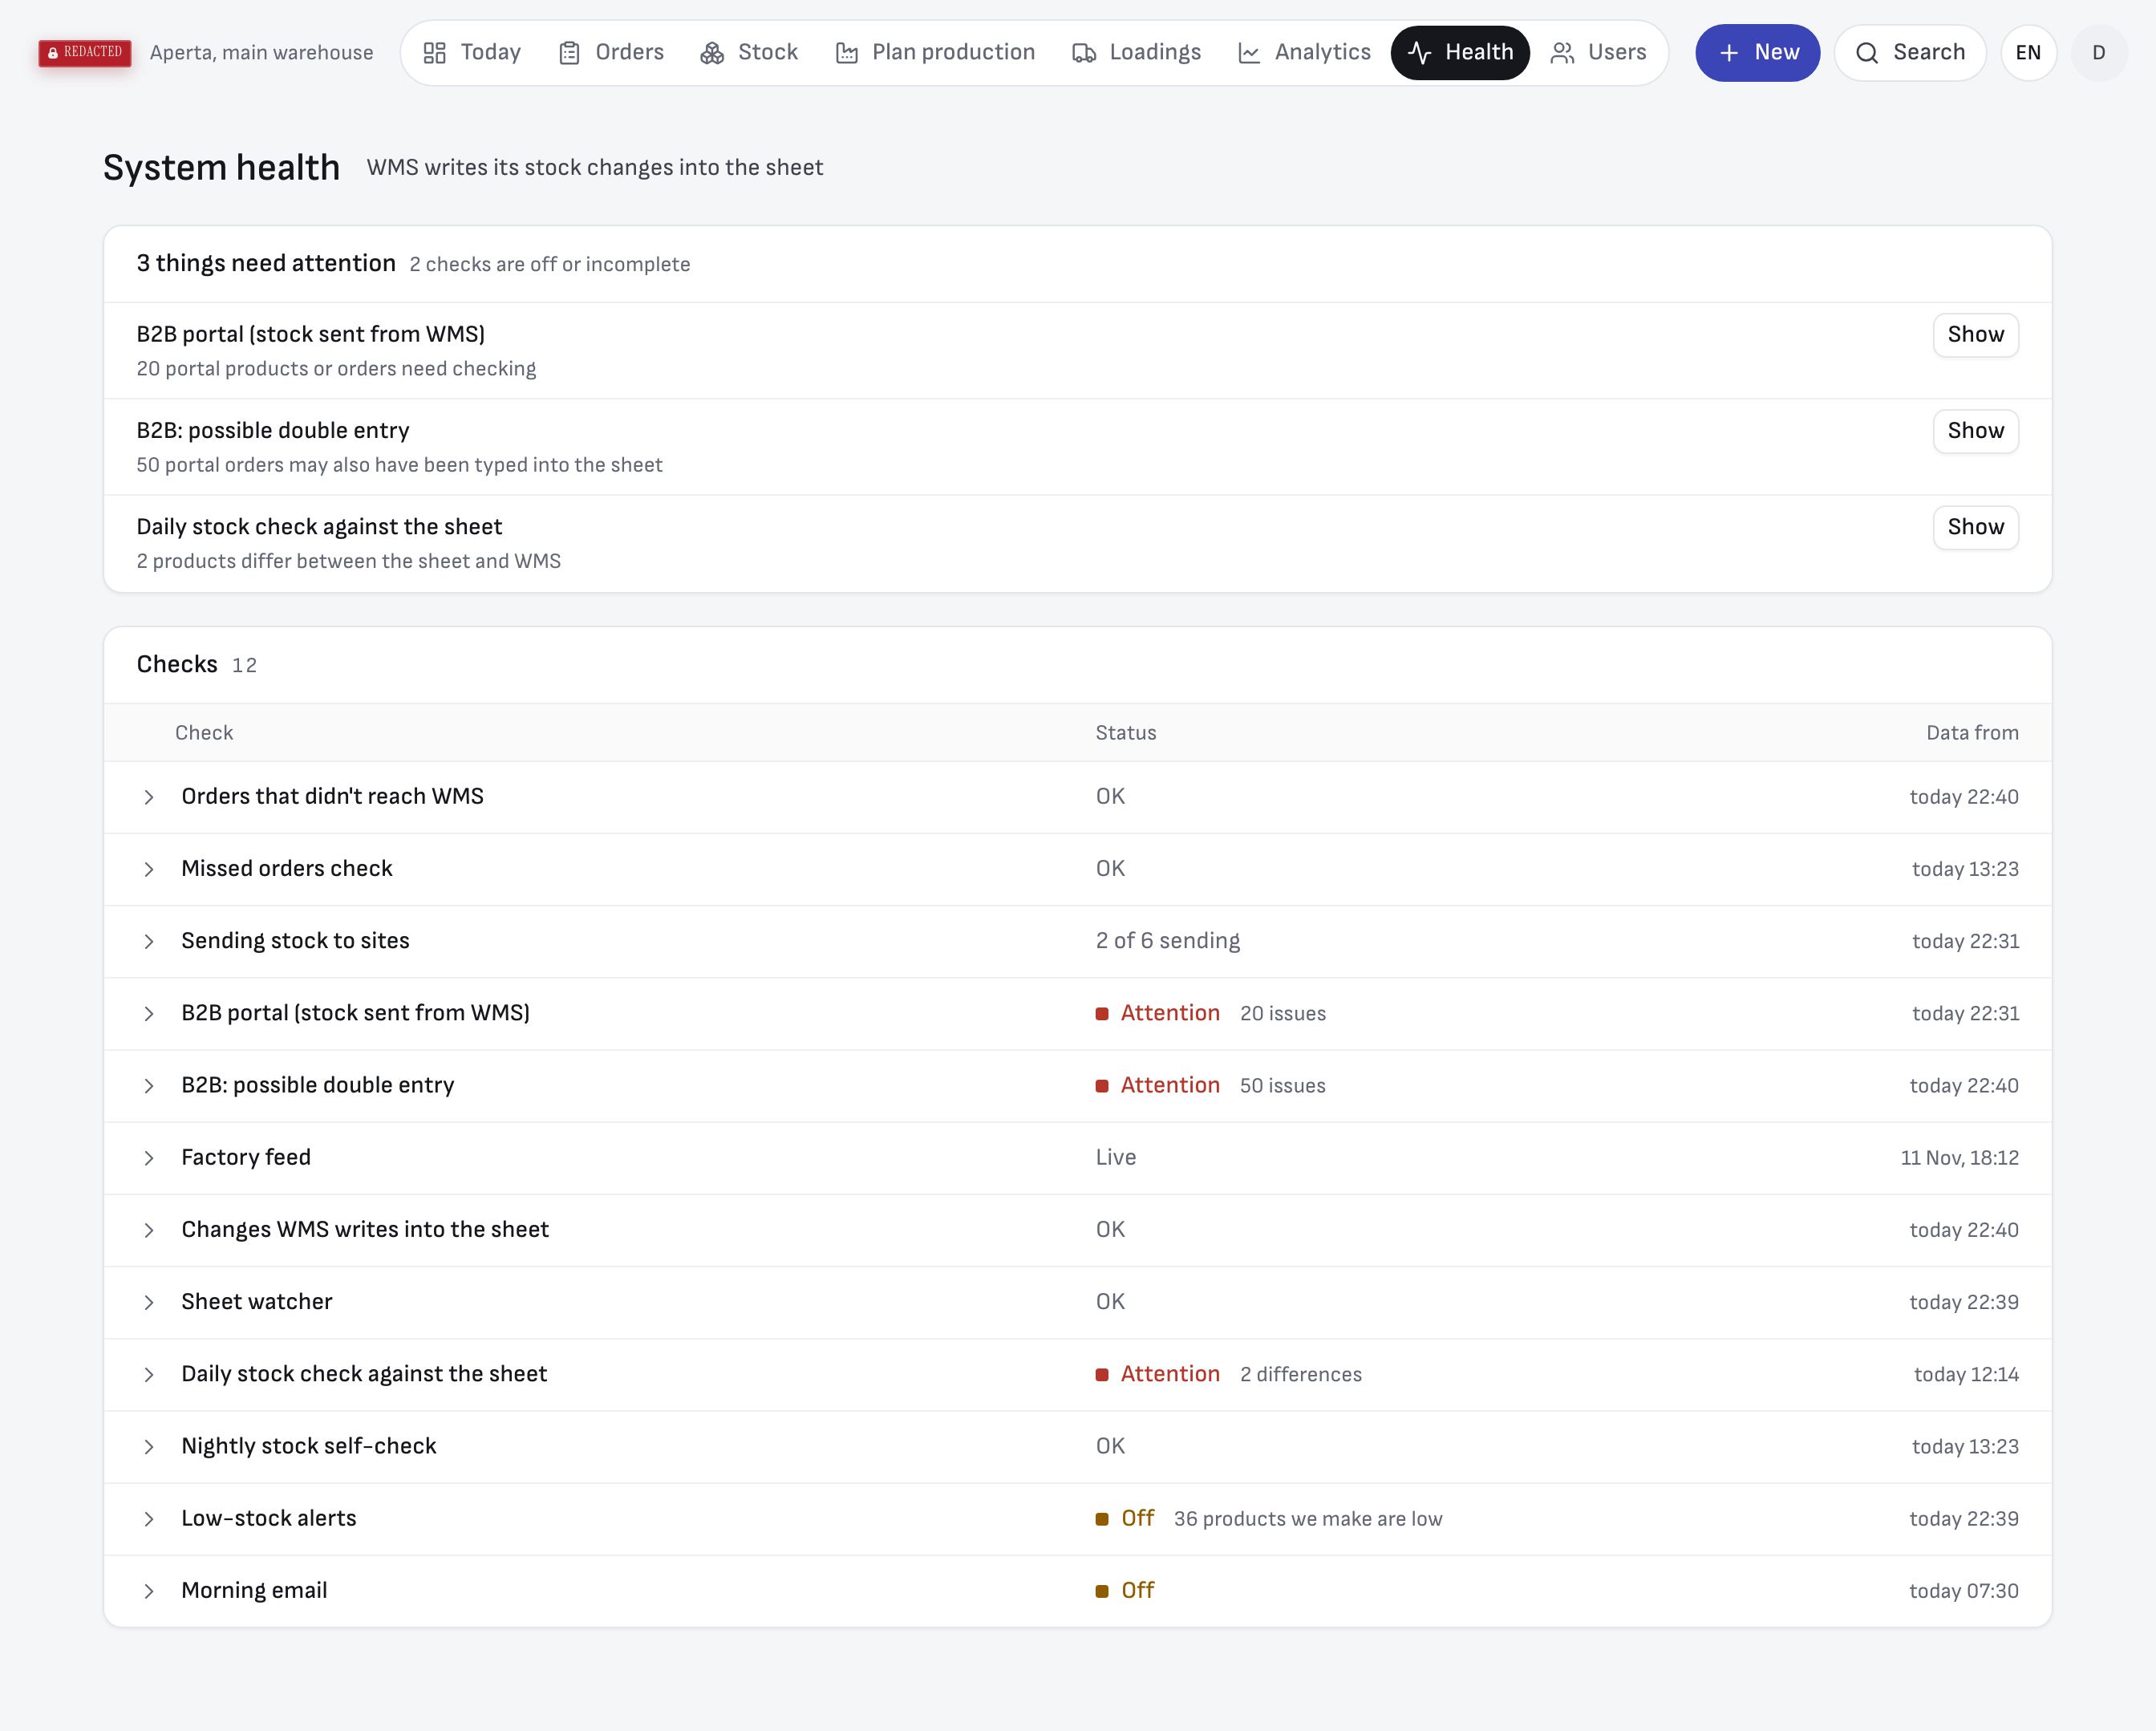 REDACTED Aperta, main warehouse Today Orders Stock Plan production Loadings Analytics Health Users New Search EN D
System health WMS writes its stock changes into the sheet
3 things need attention 2 checks are off or incomplete
B2B portal (stock sent from WMS) Show
20 portal products or orders need checking
B2B: possible double entry Show
50 portal orders may also have been typed into the sheet
Daily stock check against the sheet Show
2 products differ between the sheet and WMS
Checks 12
Check Status Data from
Orders that didn't reach WMS OK today 22:40
Missed orders check OK today 13:23
Sending stock to sites 2 of 6 sending today 22:31
B2B portal (stock sent from WMS) Attention 20 issues today 22:31
B2B: possible double entry Attention 50 issues today 22:40
Factory feed Live 11 Nov, 18:12
Changes WMS writes into the sheet OK today 22:40
Sheet watcher OK today 22:39
Daily stock check against the sheet Attention 2 differences today 12:14
Nightly stock self-check OK today 13:23
Low-stock alerts Off 36 products we make are low today 22:39
Morning email Off today 07:30